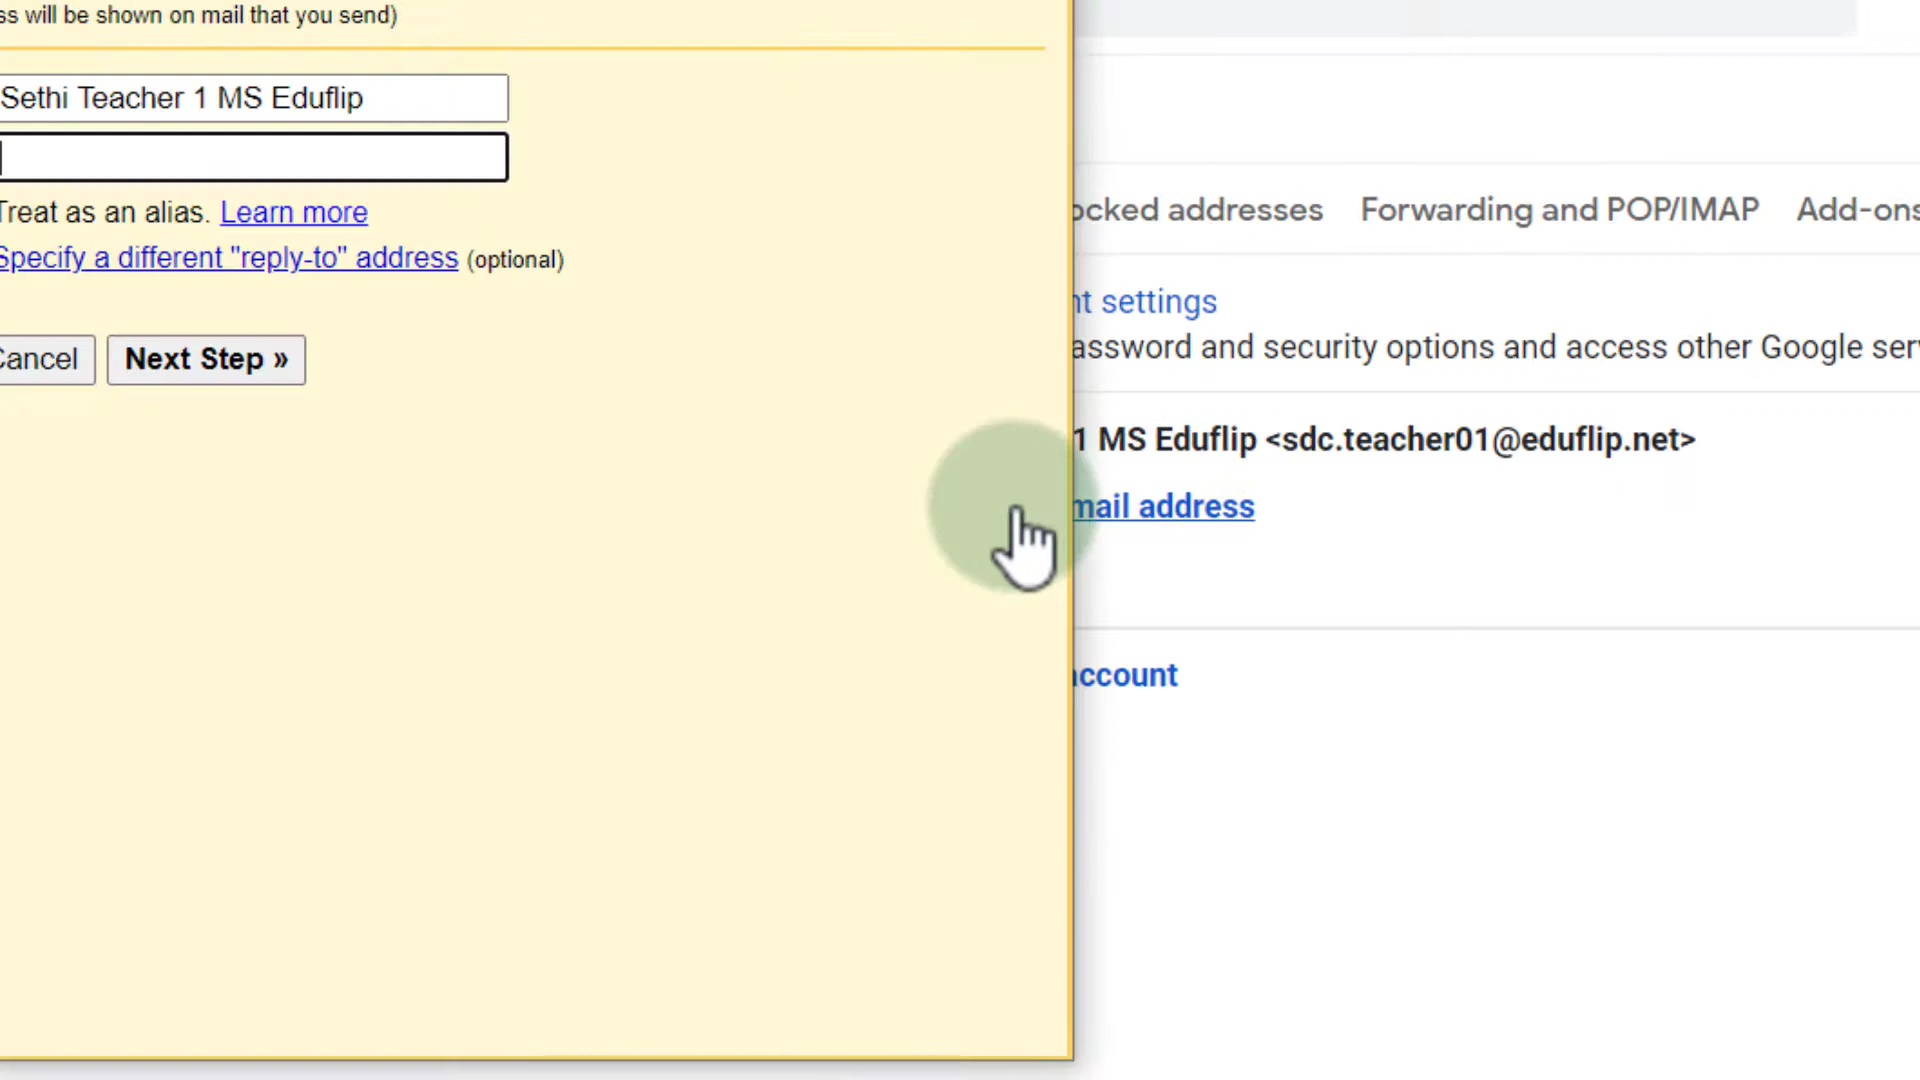 ss will be shown on mail that you send)
Sethi Teacher 1 MS Eduflip
Treat as an alias. Learn more
Specify a different "reply-to" address (optional)
Cancel Next Step »
ocked addresses Forwarding and POP/IMAP Add-ons
nt settings
assword and security options and access other Google serv
1 MS Eduflip <sdc.teacher01@eduflip.net>
mail address
account